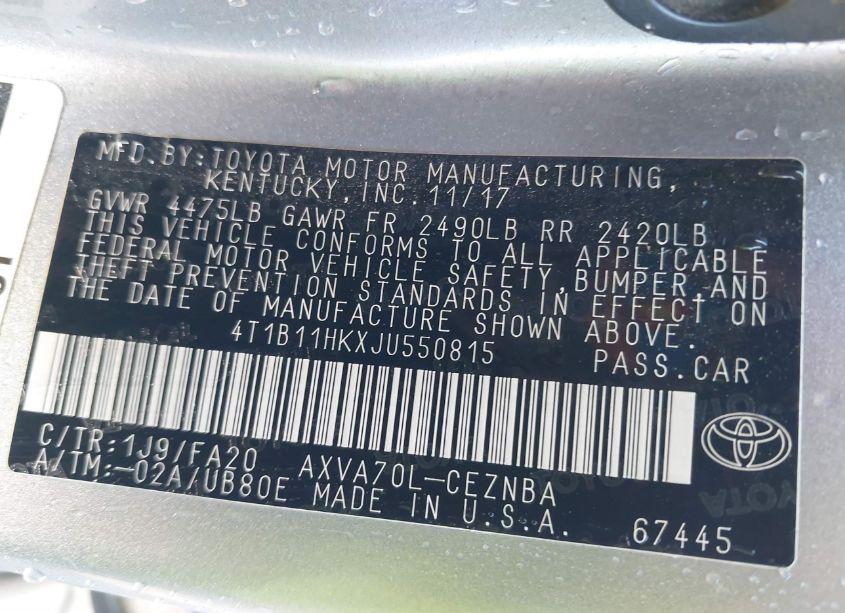 MFD.BY:TOYOTA MOTOR MANUFACTURING,
KENTUCKY,INC. 11/17
GVWR 4475LB GAWR FR 2490LB RR 2420LB
THIS VEHICLE CONFORMS TO ALL APPLICABLE
FEDERAL MOTOR VEHICLE SAFETY,BUMPER,AND
THEFT PREVENTION STANDARDS IN EFFECT ON
THE DATE OF MANUFACTURE SHOWN ABOVE.
4T1B11HKXJU550815
PASS.CAR
C/TR:1J9/FA20 AXVA70L-CEZNBA
A/TM:-02A/UB80E MADE IN U.S.A.
67445